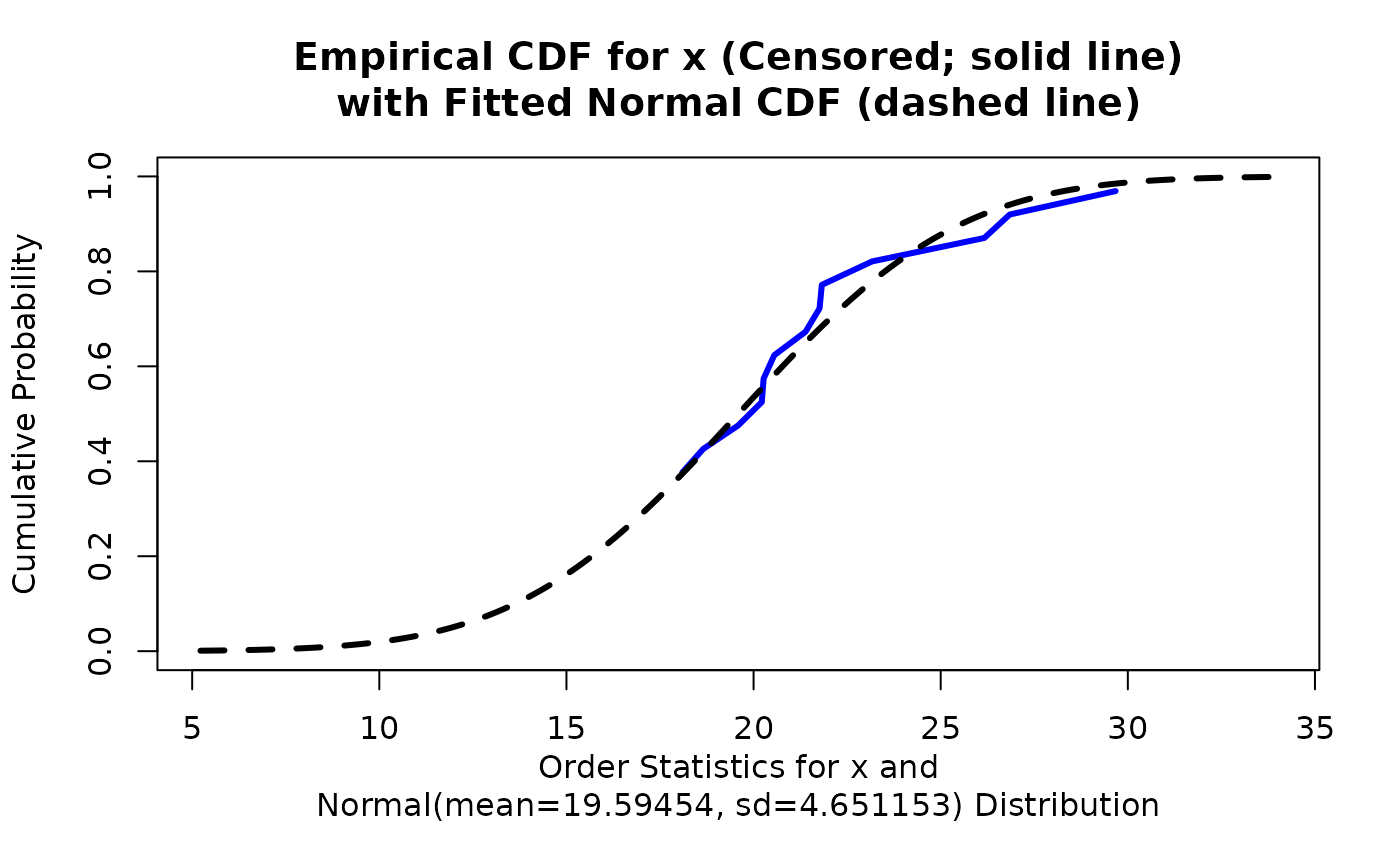 Empirical CDF for x (Censored; solid line)
with Fitted Normal CDF (dashed line)
Cumulative Probability
1.0
0.8
0.6
0.4
0.2
0.0
5 10 15 20 25 30 35
Order Statistics for x and
Normal(mean=19.59454, sd=4.651153) Distribution